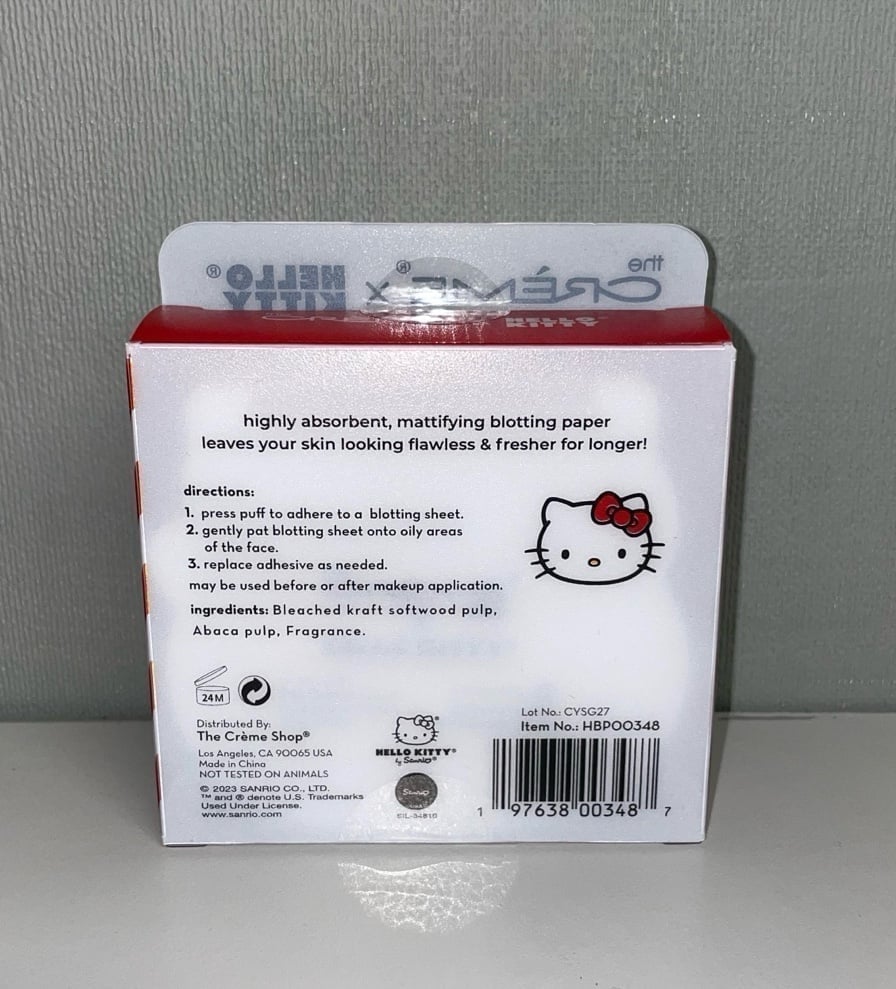 the
CRÈME® x HELLO
KITTY®
HELLO
KITTY
highly absorbent, mattifying blotting paper
leaves your skin looking flawless & fresher for longer!
directions:
1. press puff to adhere to a blotting sheet.
2. gently pat blotting sheet onto oily areas
of the face.
3. replace adhesive as needed.
may be used before or after makeup application.
ingredients: Bleached kraft softwood pulp,
Abaca pulp, Fragrance.
24M
Distributed By:
The Crème Shop®
Los Angeles, CA 90065 USA
Made in China
NOT TESTED ON ANIMALS
© 2023 SANRIO CO., LTD.
™ and ® denote U.S. Trademarks
Used Under License.
www.sanrio.com
HELLO KITTY®
by Sanrio®
Sanrio
Lot No.: CYSG27
Item No.: HBP00348
1 97638 00348 7